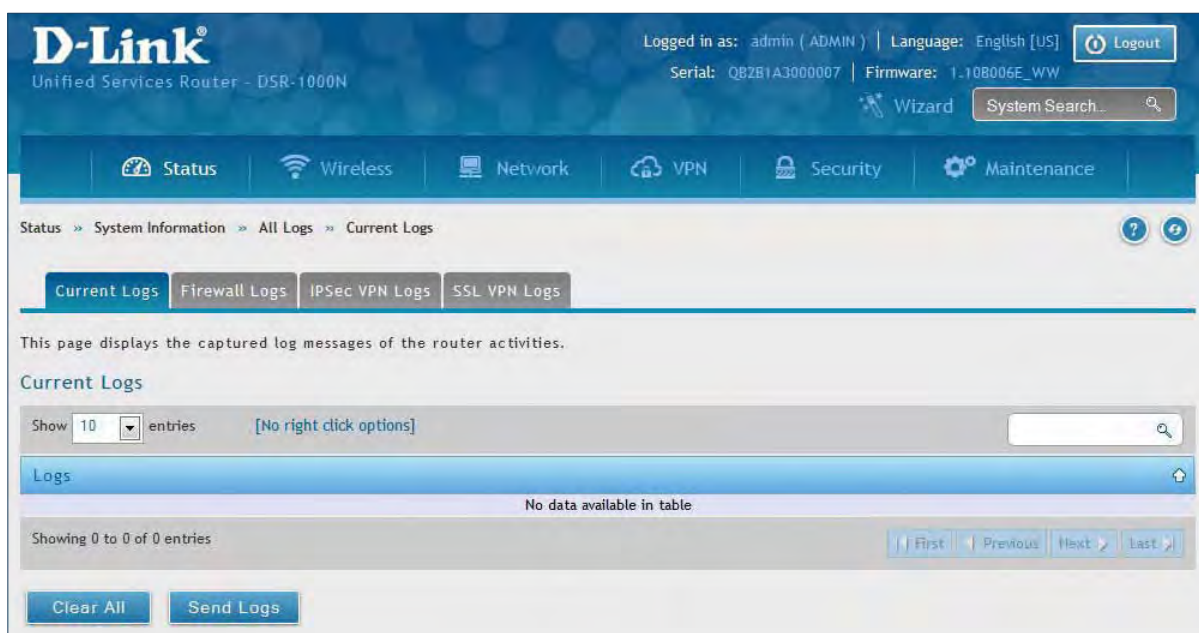 D-Link®
Unified Services Router - DSR-1000N
Logged in as: admin ( ADMIN ) | Language: English [US]
Logout
Serial: QB2B1A3000007 | Firmware: 1.10B006E_WW
Wizard
System Search...
Status
Wireless
Network
VPN
Security
Maintenance
Status » System Information » All Logs » Current Logs
Current Logs
Firewall Logs
IPSec VPN Logs
SSL VPN Logs
This page displays the captured log messages of the router activities.
Current Logs
Show 10 entries
[No right click options]
Logs
No data available in table
Showing 0 to 0 of 0 entries
First
Previous
Next
Last
Clear All
Send Logs